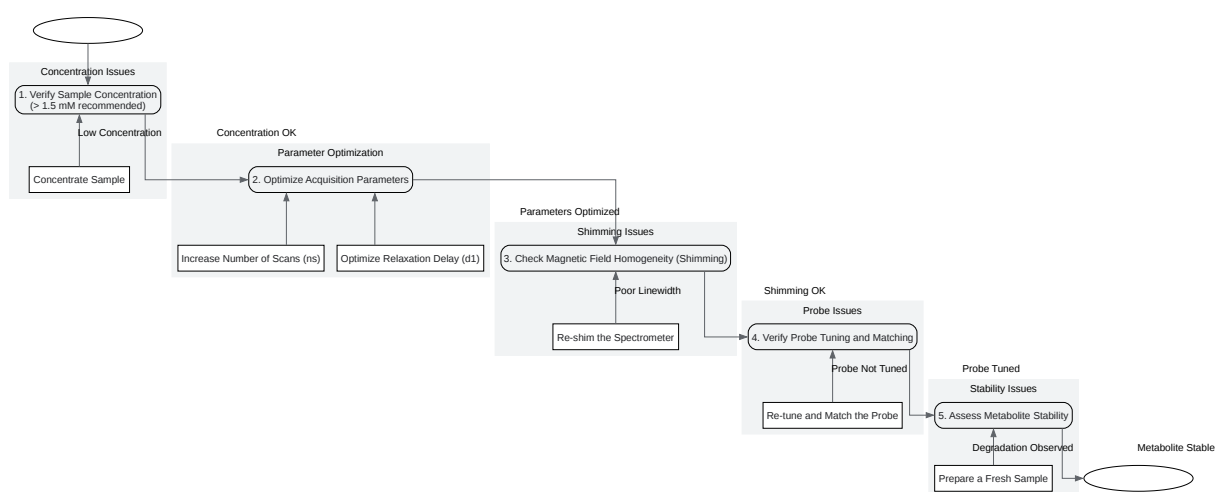 Concentration Issues
1. Verify Sample Concentration
(> 1.5 mM recommended)
Low Concentration
Concentrate Sample
Concentration OK
Parameter Optimization
2. Optimize Acquisition Parameters
Increase Number of Scans (ns)
Optimize Relaxation Delay (d1)
Parameters Optimized
Shimming Issues
3. Check Magnetic Field Homogeneity (Shimming)
Poor Linewidth
Re-shim the Spectrometer
Shimming OK
Probe Issues
4. Verify Probe Tuning and Matching
Probe Not Tuned
Re-tune and Match the Probe
Probe Tuned
Stability Issues
5. Assess Metabolite Stability
Degradation Observed
Prepare a Fresh Sample
Metabolite Stable